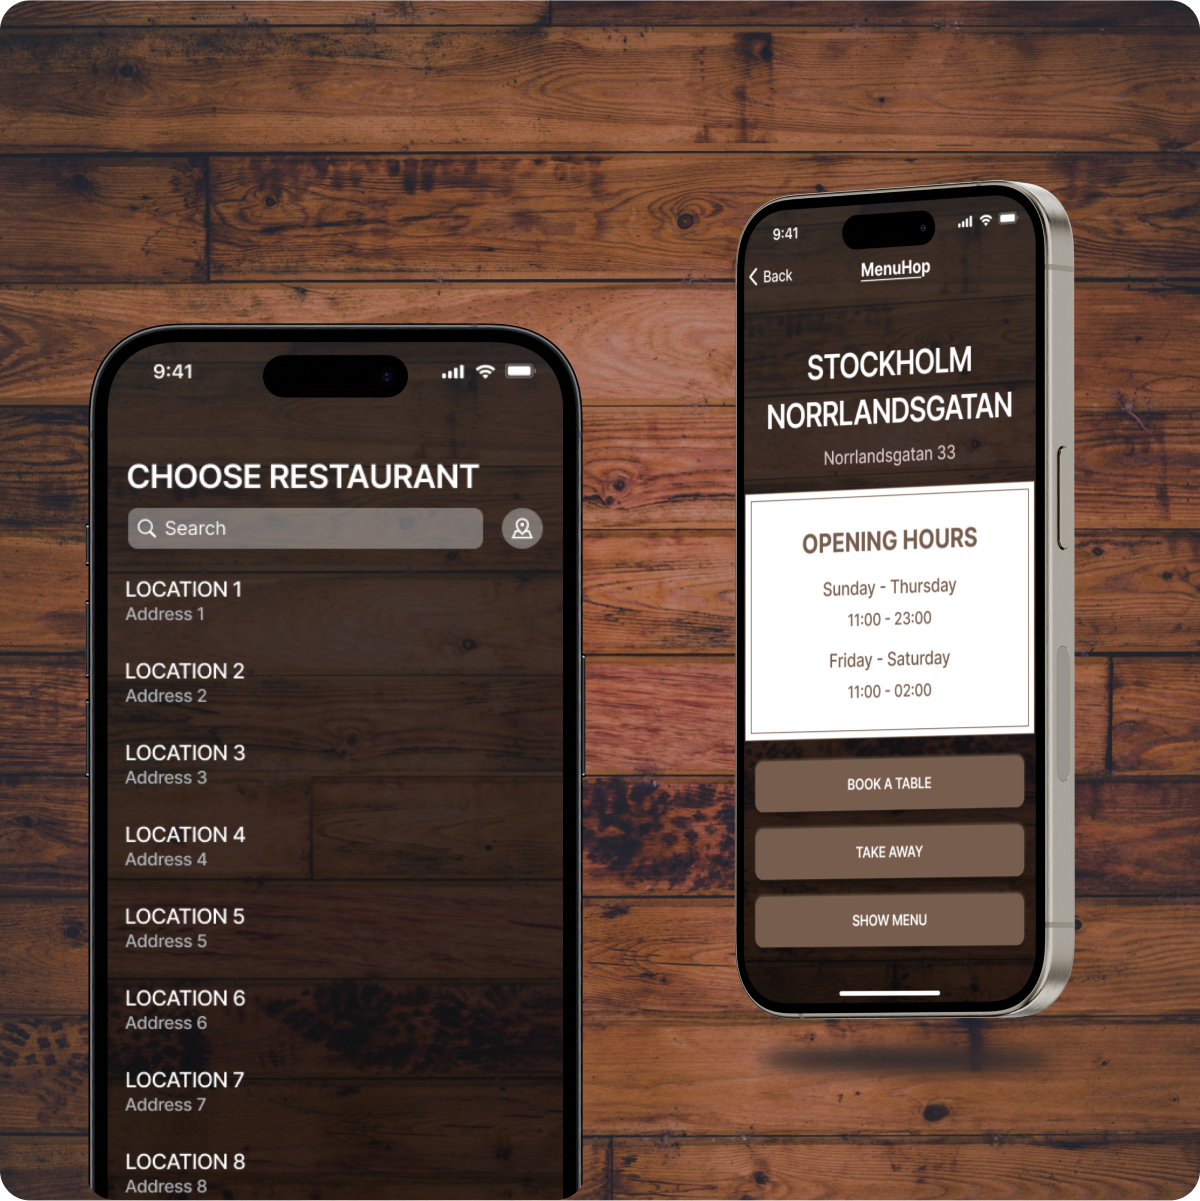 9:41
CHOOSE RESTAURANT
Search
LOCATION 1
Address 1
LOCATION 2
Address 2
LOCATION 3
Address 3
LOCATION 4
Address 4
LOCATION 5
Address 5
LOCATION 6
Address 6
LOCATION 7
Address 7
LOCATION 8
Address 8
9:41
Back
MenuHop
STOCKHOLM
NORRLANDSGATAN
Norrlandsgatan 33
OPENING HOURS
Sunday - Thursday
11:00 - 23:00
Friday - Saturday
11:00 - 02:00
BOOK A TABLE
TAKE AWAY
SHOW MENU